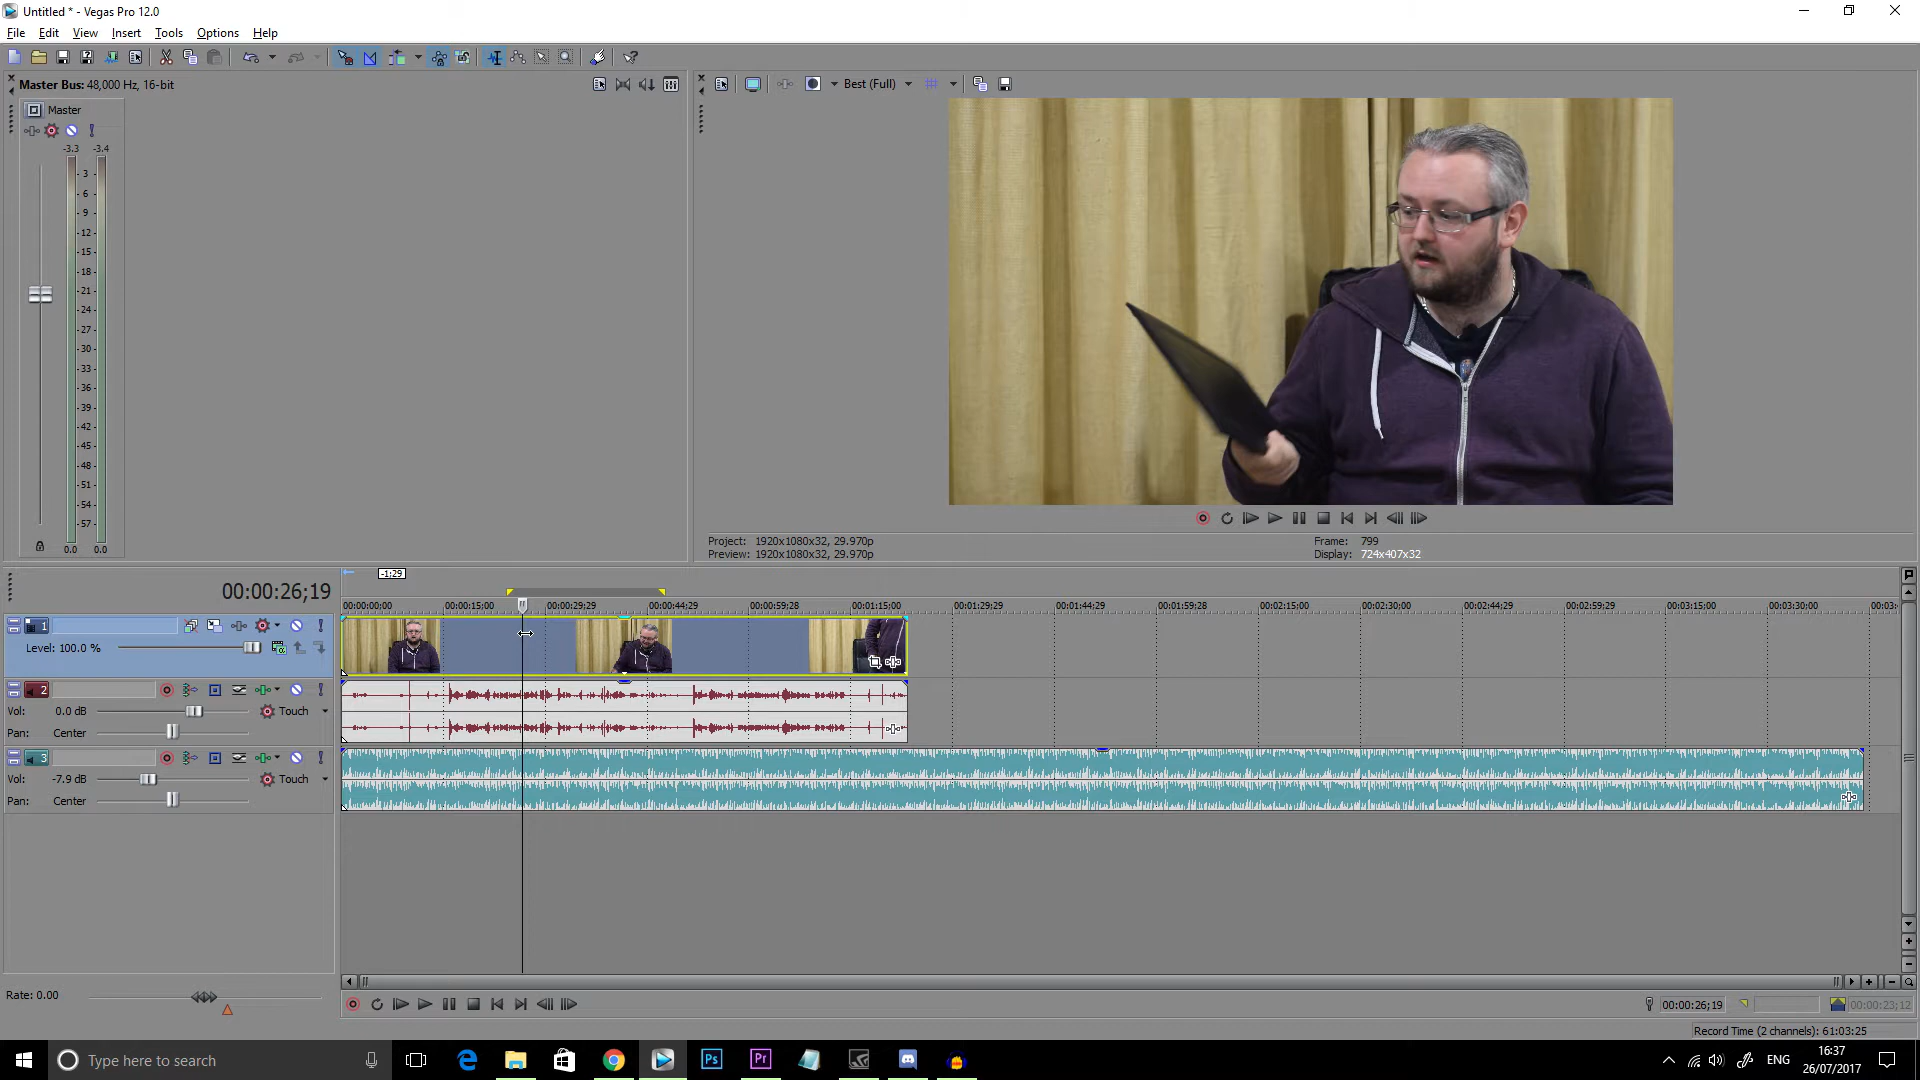 Untitled * - Vegas Pro 12.0
File Edit View Insert Tools Options Help
Master Bus: 48,000 Hz, 16-bit
Best (Full)
Master
-3.3 -3.4
3
6
9
12
15
18
21
24
27
30
33
36
39
42
45
48
51
54
57
0.0 0.0
Project: 1920x1080x32, 29.970p
Frame: 799
Preview: 1920x1080x32, 29.970p
Display: 724x407x32
-1:29
00:00:26;19
00:00:00;00 00:00:15;00 00:00:29;29 00:00:44;29 00:00:59;28 00:01:15;00 00:01:29;29 00:01:44;29 00:01:59;28 00:02:15;00 00:02:30;00 00:02:44;29 00:02:59;29 00:03:15;00 00:03:30;00 00:03:
1
Level: 100.0 %
2
Vol: 0.0 dB Touch
Pan: Center
3
Vol: -7.9 dB Touch
Pan: Center
Rate: 0.00
00:00:26;19 00:00:23;12
Record Time (2 channels): 61:03:25
Type here to search
Ps
Pr
ENG
16:37
26/07/2017